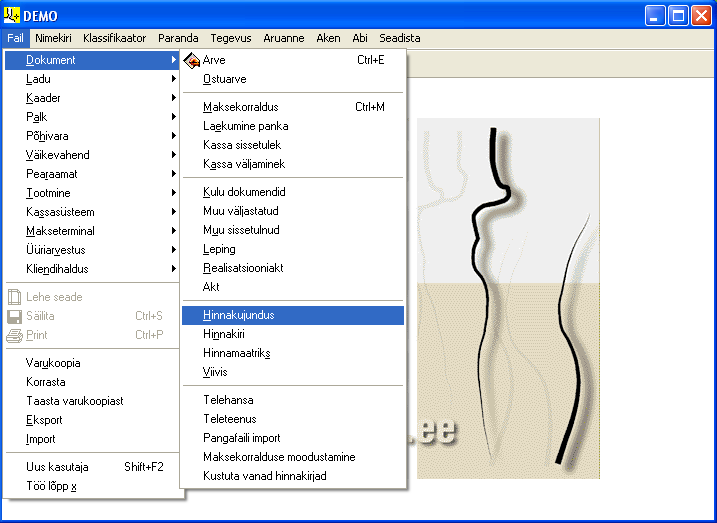 DEMO
Fail Nimekiri Klassifikaator Paranda Tegevus Aruanne Aken Abi Seadista
Dokument
Ladu
Kaader
Palk
Põhivara
Väikevahend
Pearaamat
Tootmine
Kassasüsteem
Makseterminal
Üüriarvestus
Kliendihaldus
Lehe seade
Säilita Ctrl+S
Print Ctrl+P
Varukoopia
Korrasta
Taasta varukoopiast
Eksport
Import
Uus kasutaja Shift+F2
Töö lõpp x
Arve Ctrl+E
Ostuarve
Maksekorraldus Ctrl+M
Laekumine panka
Kassa sissetulek
Kassa väljaminek
Kulu dokumendid
Muu väljastatud
Muu sissetulnud
Leping
Realisatsiooniakt
Akt
Hinnakujundus
Hinnakiri
Hinnamaatriks
Viivis
Telehansa
Teleteenus
Pangafaili import
Maksekorralduse moodustamine
Kustuta vanad hinnakirjad
.ee